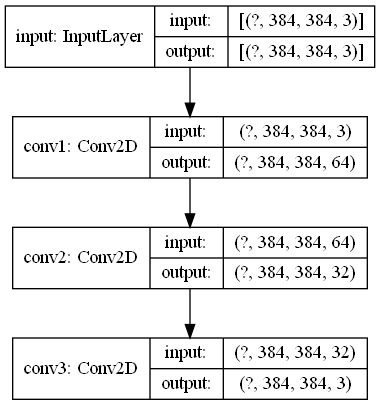 input: InputLayer
input:
[(?, 384, 384, 3)]
output:
[(?, 384, 384, 3)]
conv1: Conv2D
input:
(?, 384, 384, 3)
output:
(?, 384, 384, 64)
conv2: Conv2D
input:
(?, 384, 384, 64)
output:
(?, 384, 384, 32)
conv3: Conv2D
input:
(?, 384, 384, 32)
output:
(?, 384, 384, 3)